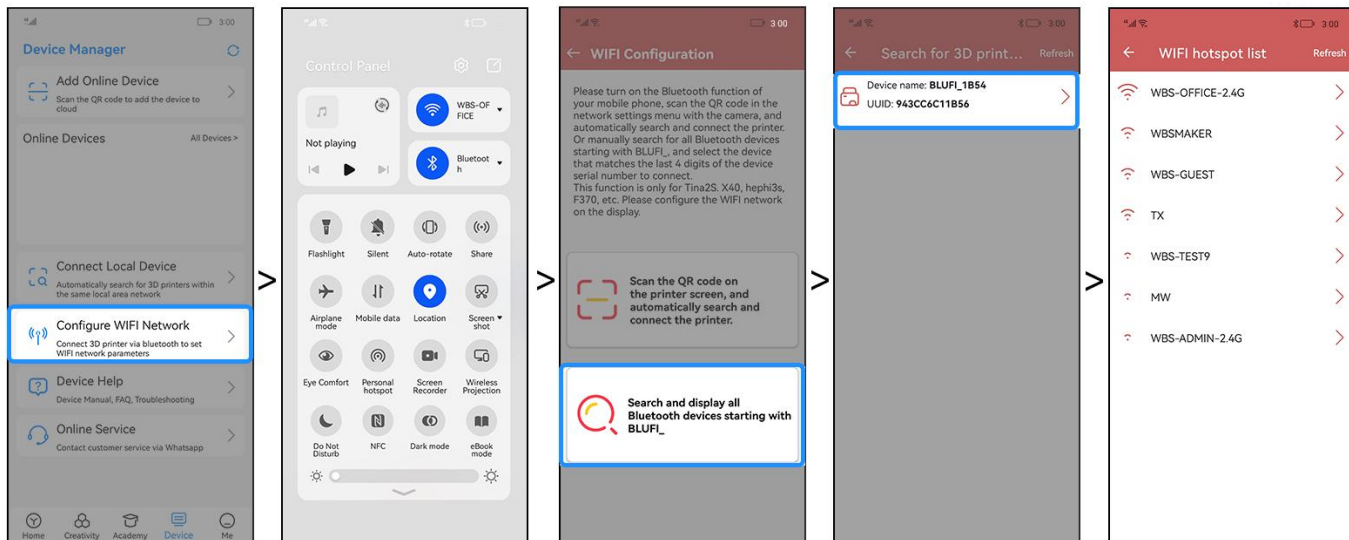 3:00
Device Manager
Add Online Device
Scan the QR code to add the device to
cloud
Online Devices
All Devices >
Connect Local Device
Automatically search for 3D printers within
the same local area network
Configure WIFI Network
Connect 3D printer via bluetooth to set
WIFI network parameters
Device Help
Device Manual, FAQ, Troubleshooting
Online Service
Contact customer service via Whatsapp
Home Creativity Academy Device Me
>
Control Panel
Not playing
WBS-OF
FICE
Bluetoot
h
Flashlight Silent Auto-rotate Share
Airplane
mode
Mobile data
Location
Screen
shot
Eye Comfort
Personal
hotspot
Screen
Recorder
Wireless
Projection
Do Not
Disturb
NFC
Dark mode
eBook
mode
>
3:00
WIFI Configuration
Please turn on the Bluetooth function of
your mobile phone, scan the QR code in the
network settings menu with the camera, and
automatically search and connect the printer.
Or manually search for all Bluetooth devices
starting with BLUFI_, and select the device
that matches the last 4 digits of the device
serial number to connect.
This function is only for Tina2S. X40, hephi3s,
F370, etc. Please configure the WIFI network
on the display.
Scan the QR code on
the printer screen, and
automatically search and
connect the printer.
Search and display all
Bluetooth devices starting with
BLUFI_
>
3:00
Search for 3D print... Refresh
Device name: BLUFI_1B54
UUID: 943CC6C11B56
>
3:00
WIFI hotspot list Refresh
WBS-OFFICE-2.4G
WBSMAKER
WBS-GUEST
TX
WBS-TEST9
MW
WBS-ADMIN-2.4G